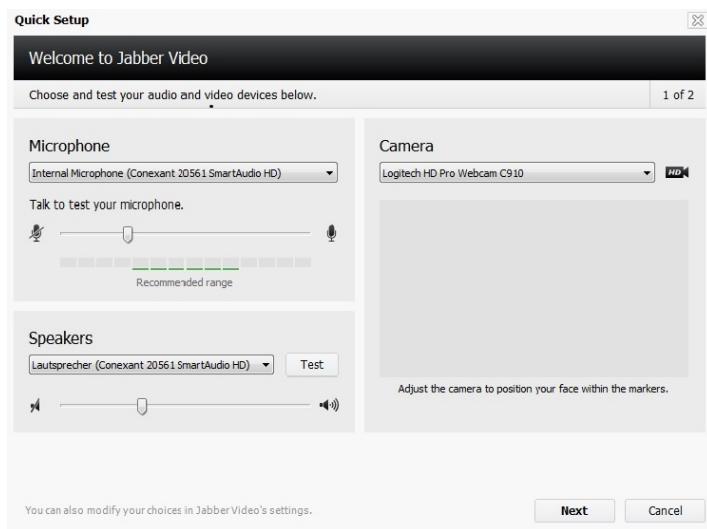 Quick Setup
Welcome to Jabber Video
Choose and test your audio and video devices below.
1 of 2
Microphone
Internal Microphone (Conexant 20561 SmartAudio HD)
Talk to test your microphone.
Recommended range
Speakers
Lautsprecher (Conexant 20561 SmartAudio HD)
Test
Camera
Logitech HD Pro Webcam C910
HD
Adjust the camera to position your face within the markers.
You can also modify your choices in Jabber Video's settings.
Next
Cancel